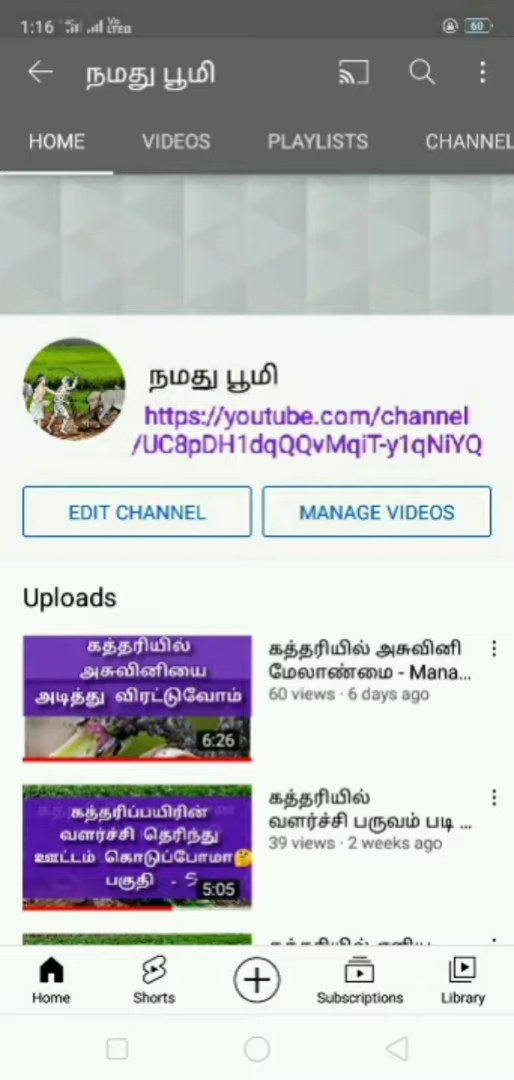 1:16 4G Vo LTE2 60
நமது பூமி
HOME VIDEOS PLAYLISTS CHANNEL
நமது பூமி
https://youtube.com/channel
/UC8pDH1dqQQvMqiT-y1qNiYQ
EDIT CHANNEL MANAGE VIDEOS
Uploads
கத்தரியில்
அசுவினியை
அடித்து விரட்டுவோம்
6:26
கத்தரியில் அசுவினி
மேலாண்மை - Mana...
60 views · 6 days ago
கத்தரிப்பயிரின்
வளர்ச்சி தெரிந்து
ஊட்டம் கொடுப்போமா🤔
பகுதி - 5
5:05
கத்தரியில்
வளர்ச்சி பருவம் படி ...
39 views · 2 weeks ago
Home Shorts Subscriptions Library